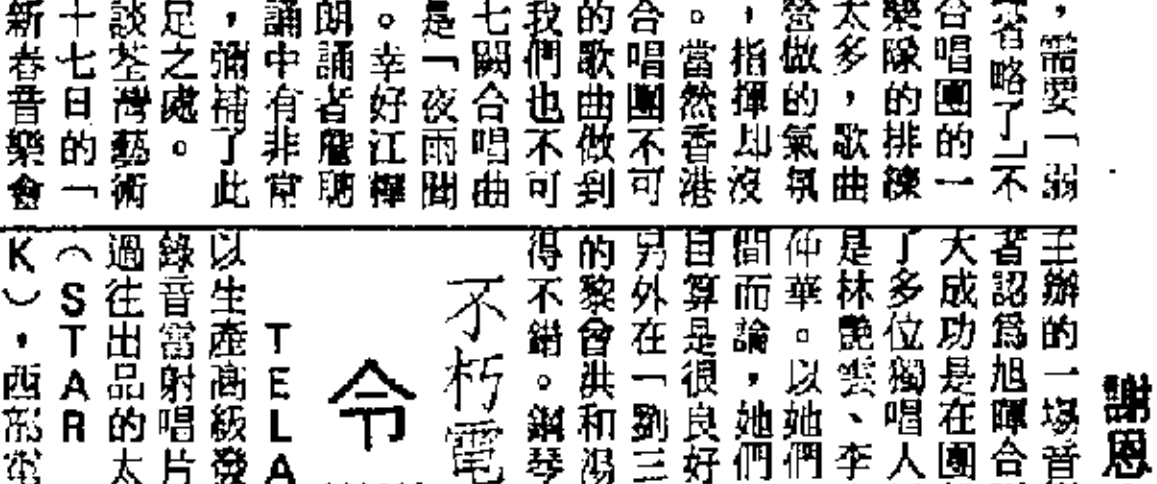 ，需要「弱
略了」不
合唱團的一
樂隊的排練
太多，歌曲
營做的氣氛
，指揮却沒
。當然香港
合唱團不可
的歌曲做到
我們也不可
七闋合唱曲
是「夜雨聞
。幸好江樺
朗誦者龐聰
誦中有非常
，彌補了此
足之處。
談荃灣藝術
十七日的「
新春音樂會
謝恩
主辦的一場音
者認爲旭暉合
大成功是在團
了多位獨唱人
是林艷雲、李
仲華。以她們
間而論，她們
目算是很良好
另外在「劉三
的黎曾洪和湯
得不錯。鋼琴
不朽電
令
TELA
以生產高級發
錄音雷射唱片
過往出品的太
（STAR
K），西部